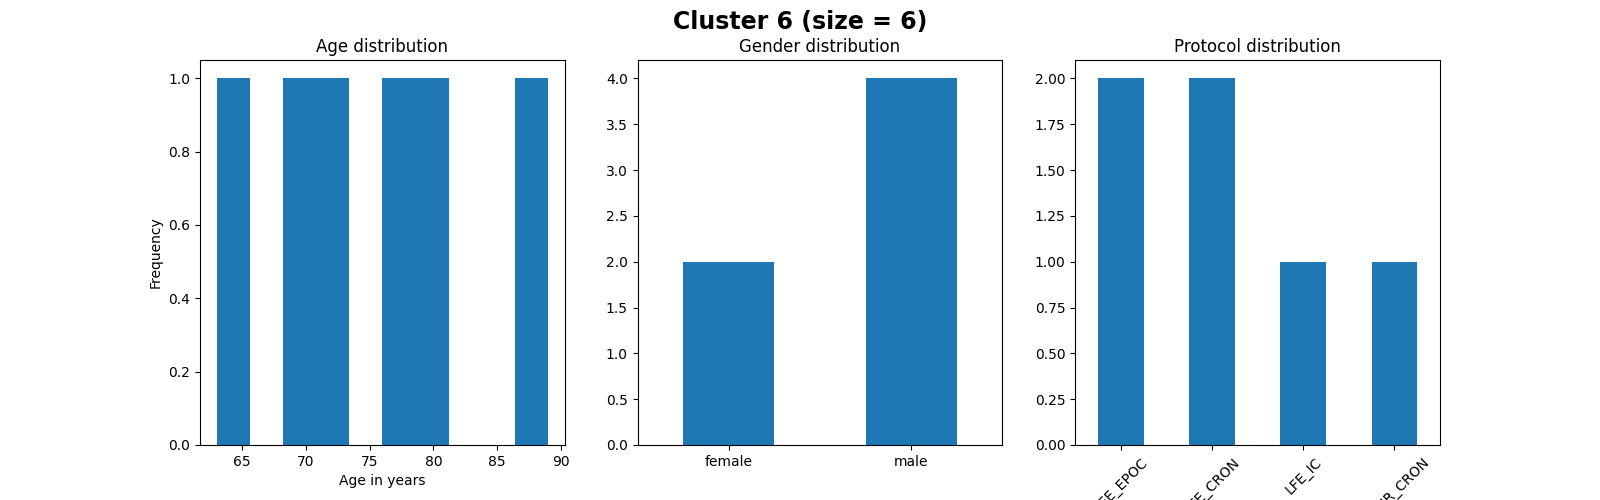 Cluster 6 (size = 6)
Age distribution
Gender distribution
Protocol distribution
1.0
0.8
0.6
0.4
0.2
0.0
Frequency
65 70 75 80 85 90
Age in years
4.0
3.5
3.0
2.5
2.0
1.5
1.0
0.5
0.0
female male
2.00
1.75
1.50
1.25
1.00
0.75
0.50
0.25
0.00
LFE_IC